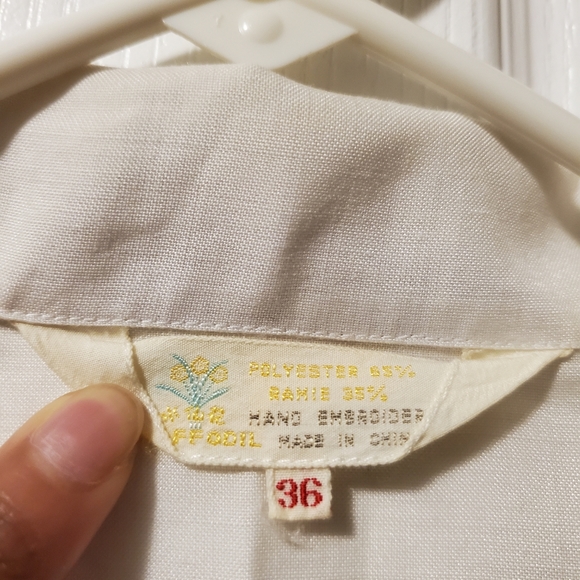 POLYESTER 65%
RAMIE 35%
HAND EMBROIDER
FFODIL MADE IN CHIN
36